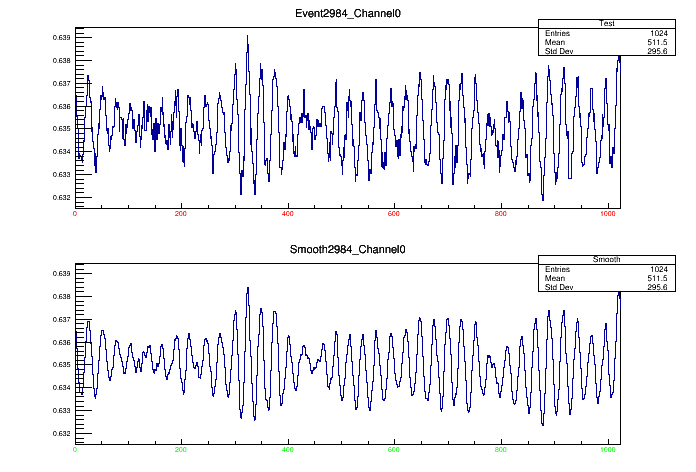 Event2984_Channel0
Test
Entries 1024
Mean 511.5
Std Dev 295.6
0.639
0.638
0.637
0.636
0.635
0.634
0.633
0.632
0 200 400 600 800 1000
Smooth2984_Channel0
Smooth
Entries 1024
Mean 511.5
Std Dev 295.6
0.639
0.638
0.637
0.636
0.635
0.634
0.633
0.632
0 200 400 600 800 1000